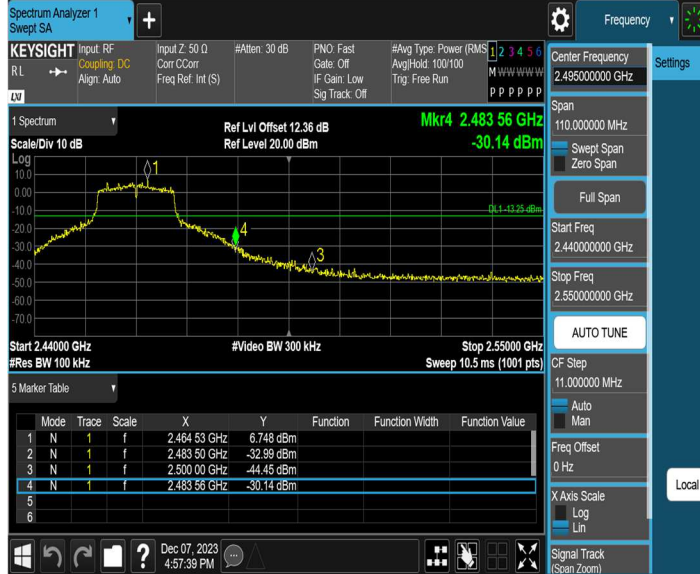 Spectrum Analyzer 1
Swept SA
+
Frequency
KEYSIGHT
RL
LXI
Input: RF
Coupling: DC
Align: Auto
Input Z: 50 Ω
Corr CCorr
Freq Ref: Int (S)
#Atten: 30 dB
PNO: Fast
Gate: Off
IF Gain: Low
Sig Track: Off
#Avg Type: Power (RMS
Avg|Hold: 100/100
Trig: Free Run
1 2 3 4 5 6
M W W W W W
P P P P P P
Settings
Center Frequency
2.495000000 GHz
Span
110.000000 MHz
Swept Span
Zero Span
Full Span
Start Freq
2.440000000 GHz
Stop Freq
2.550000000 GHz
AUTO TUNE
CF Step
11.000000 MHz
Auto
Man
Freq Offset
0 Hz
X Axis Scale
Log
Lin
Signal Track
(Span Zoom)
Local
1 Spectrum
Scale/Div 10 dB
Ref Lvl Offset 12.36 dB
Ref Level 20.00 dBm
Mkr4 2.483 56 GHz
-30.14 dBm
Log
10.0
0.00
-10.0
-20.0
-30.0
-40.0
-50.0
-60.0
-70.0
1
4
3
DL1 -13.25 dBm
Start 2.44000 GHz
#Res BW 100 kHz
#Video BW 300 kHz
Stop 2.55000 GHz
Sweep 10.5 ms (1001 pts)
5 Marker Table
Mode Trace Scale X Y Function Function Width Function Value
1 N 1 f 2.464 53 GHz 6.748 dBm
2 N 1 f 2.483 50 GHz -32.99 dBm
3 N 1 f 2.500 00 GHz -44.45 dBm
4 N 1 f 2.483 56 GHz -30.14 dBm
5
6
?
Dec 07, 2023
4:57:39 PM